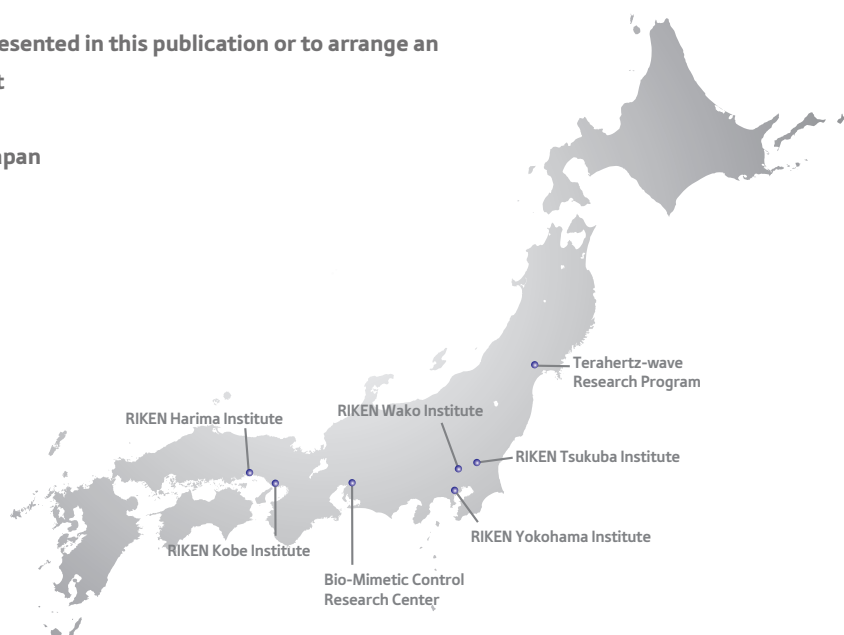 esented in this publication or to arrange an
t
apan
Terahertz-wave
Research Program
RIKEN Harima Institute
RIKEN Wako Institute
RIKEN Tsukuba Institute
RIKEN Yokohama Institute
RIKEN Kobe Institute
Bio-Mimetic Control
Research Center